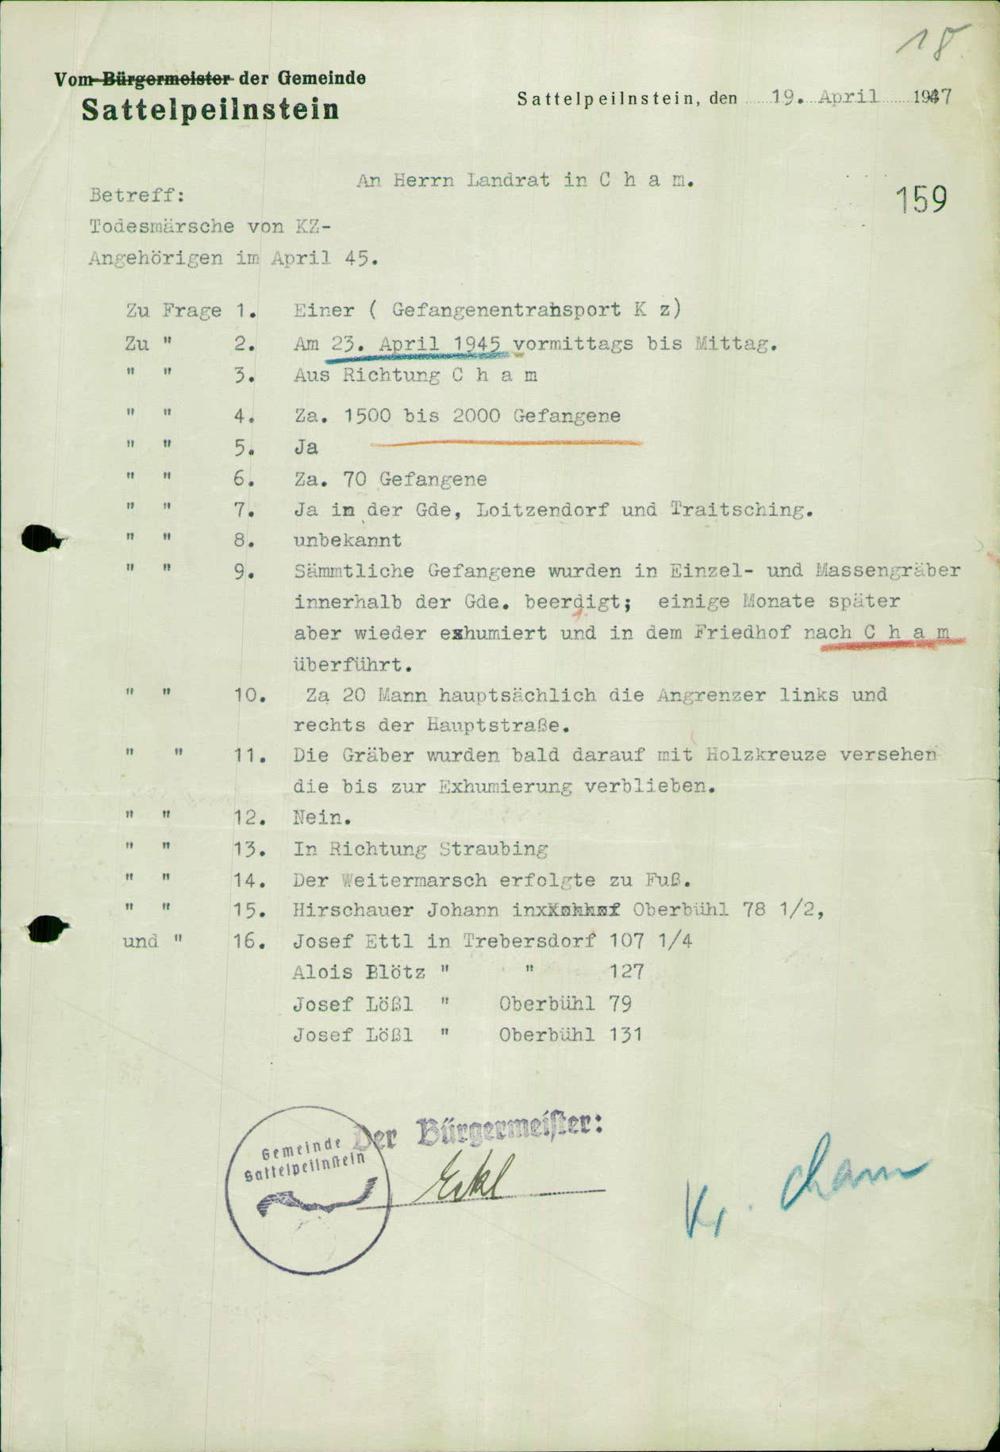 18
Vom Bürgermeister der Gemeinde
Sattelpeilnstein
Sattelpeilnstein, den 19. April 1947
An Herrn Landrat in C h a m.
159
Betreff:
Todesmärsche von KZ-
Angehörigen im April 45.
Zu Frage 1. Einer ( Gefangenentransport K z)
Zu " 2. Am 23. April 1945 vormittags bis Mittag.
" " 3. Aus Richtung C h a m
" " 4. Za. 1500 bis 2000 Gefangene
" " 5. Ja
" " 6. Za. 70 Gefangene
" " 7. Ja in der Gde, Loitzendorf und Traitsching.
" " 8. unbekannt
" " 9. Sämmtliche Gefangene wurden in Einzel- und Massengräber
innerhalb der Gde. beerdigt; einige Monate später
aber wieder exhumiert und in dem Friedhof nach C h a m
überführt.
" " 10. Za 20 Mann hauptsächlich die Angrenzer links und
rechts der Hauptstraße.
" " 11. Die Gräber wurden bald darauf mit Holzkreuze versehen
die bis zur Exhumierung verblieben.
" " 12. Nein.
" " 13. In Richtung Straubing
" " 14. Der Weitermarsch erfolgte zu Fuß.
" " 15. Hirschauer Johann in Oberbühl 78 1/2,
und " 16. Josef Ettl in Trebersdorf 107 1/4
Alois Blötz " " 127
Josef Lößl " Oberbühl 79
Josef Lößl " Oberbühl 131
Der Bürgermeister:
Gemeinde
Sattelpeilnstein
Kr. Cham